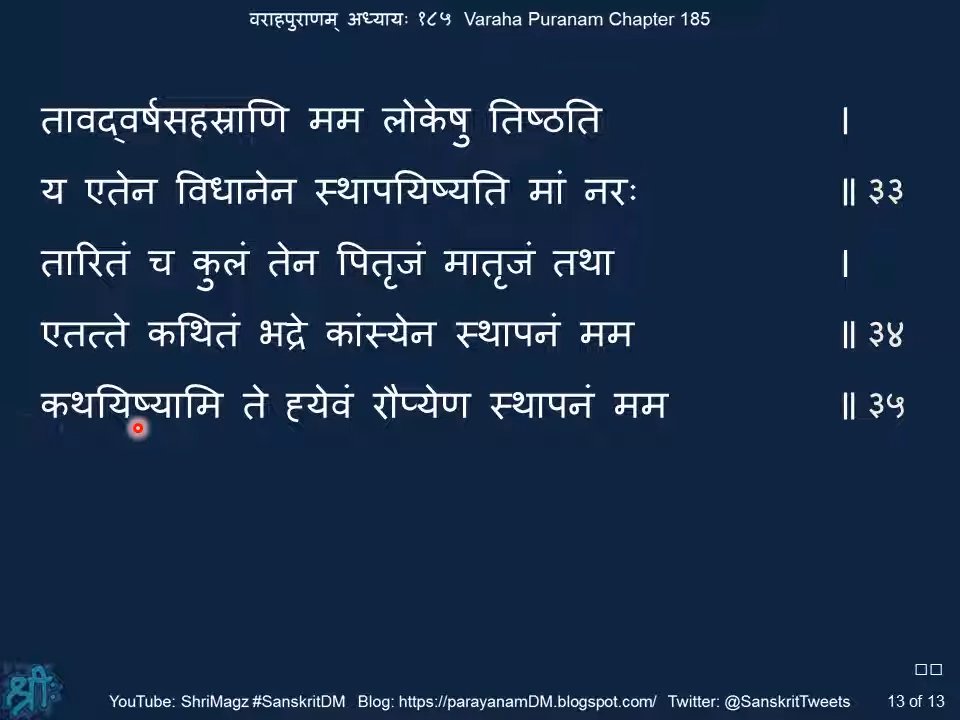 वराहपुराणम् अध्यायः १८५ Varaha Puranam Chapter 185
तावद्वर्षसहस्राणि मम लोकेषु तिष्ठति ।
य एतेन विधानेन स्थापयिष्यति मां नरः ॥ ३३
तारितं च कुलं तेन पितृजं मातृजं तथा ।
एतत्ते कथितं भद्रे कांस्येन स्थापनं मम ॥ ३४
कथयिष्यामि ते ह्येवं रौप्येण स्थापनं मम ॥ ३५
श्रीः
YouTube: ShriMagz #SanskritDM Blog: https://parayanamDM.blogspot.com/ Twitter: @SanskritTweets 13 of 13